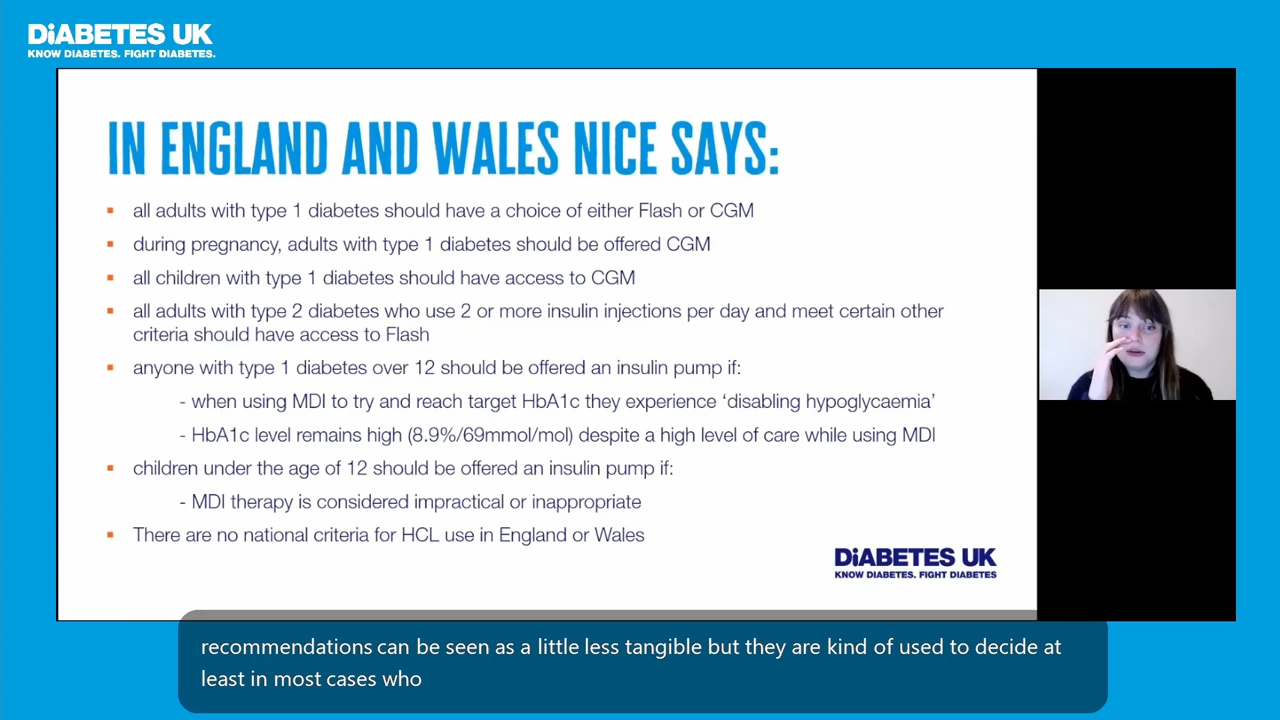 DiABETES UK
KNOW DIABETES. FIGHT DIABETES.
IN ENGLAND AND WALES NICE SAYS:
▪ all adults with type 1 diabetes should have a choice of either Flash or CGM
▪ during pregnancy, adults with type 1 diabetes should be offered CGM
▪ all children with type 1 diabetes should have access to CGM
▪ all adults with type 2 diabetes who use 2 or more insulin injections per day and meet certain other
criteria should have access to Flash
▪ anyone with type 1 diabetes over 12 should be offered an insulin pump if:
- when using MDI to try and reach target HbA1c they experience ‘disabling hypoglycaemia’
- HbA1c level remains high (8.9%/69mmol/mol) despite a high level of care while using MDI
▪ children under the age of 12 should be offered an insulin pump if:
- MDI therapy is considered impractical or inappropriate
▪ There are no national criteria for HCL use in England or Wales
DiABETES UK
KNOW DIABETES. FIGHT DIABETES
recommendations can be seen as a little less tangible but they are kind of used to decide at
least in most cases who